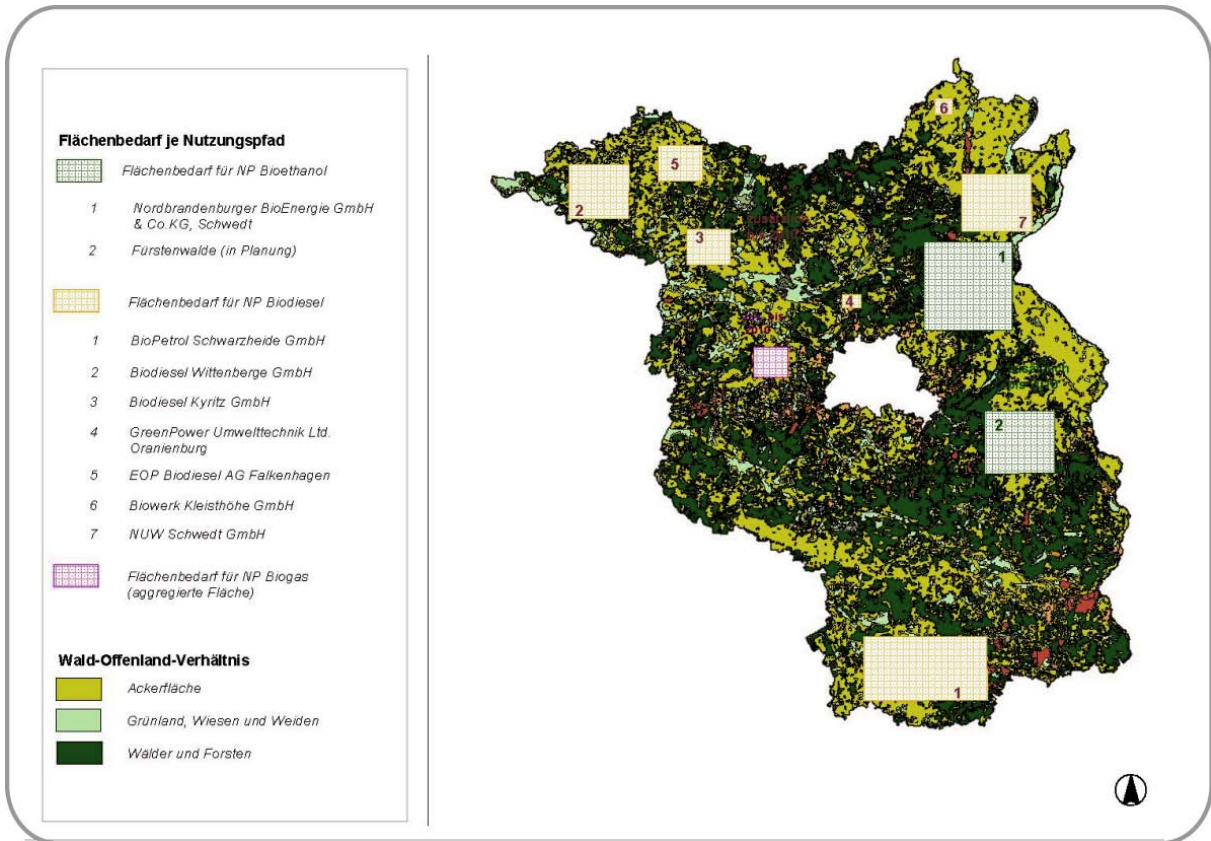 Flächenbedarf je Nutzungspfad
Flächenbedarf für NP Bioethanol
1 Nordbrandenburger BioEnergie GmbH
& Co.KG, Schwedt
2 Fürstenwalde (in Planung)
Flächenbedarf für NP Biodiesel
1 BioPetrol Schwarzheide GmbH
2 Biodiesel Wittenberge GmbH
3 Biodiesel Kyritz GmbH
4 GreenPower Umwelttechnik Ltd.
Oranienburg
5 EOP Biodiesel AG Falkenhagen
6 Biowerk Kleisthöhe GmbH
7 NUW Schwedt GmbH
Flächenbedarf für NP Biogas
(aggregierte Fläche)
Wald-Offenland-Verhältnis
Ackerfläche
Grünland, Wiesen und Weiden
Wälder und Forsten
6
5
2
7
3
1
4
2
1